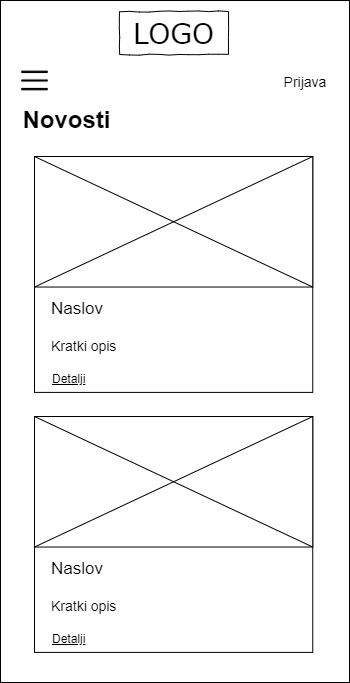 LOGO
Prijava
Novosti
Naslov
Kratki opis
Detalji
Naslov
Kratki opis
Detalji